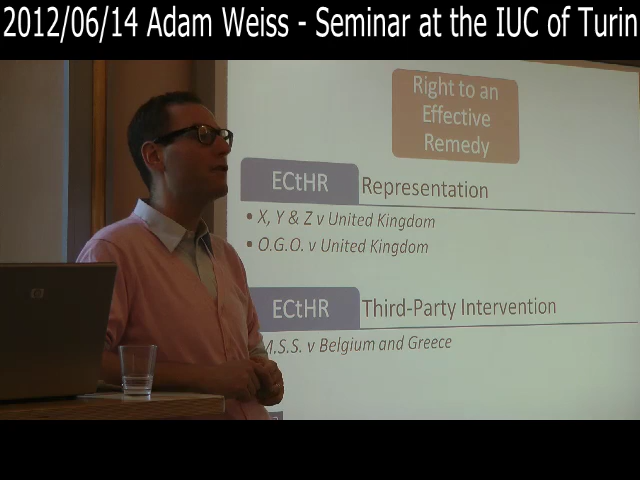 2012/06/14 Adam Weiss - Seminar at the IUC of Turin
Right to an
Effective
Remedy
ECtHR Representation
• X, Y & Z v United Kingdom
• O.G.O. v United Kingdom
ECtHR Third-Party Intervention
M.S.S. v Belgium and Greece
hp